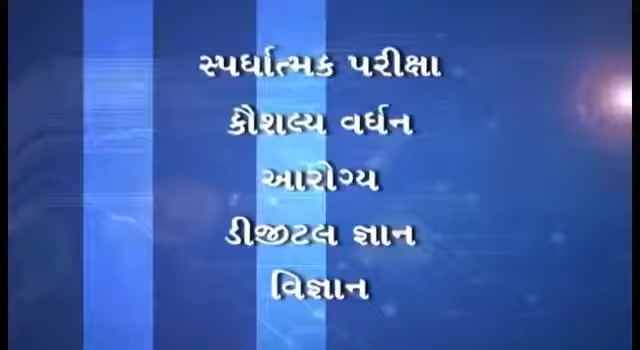 સ્પર્ધાત્મક પરીક્ષા
કૌશલ્ય વર્ધન
આરોગ્ય
ડીજીટલ જ્ઞાન
વિજ્ઞાન